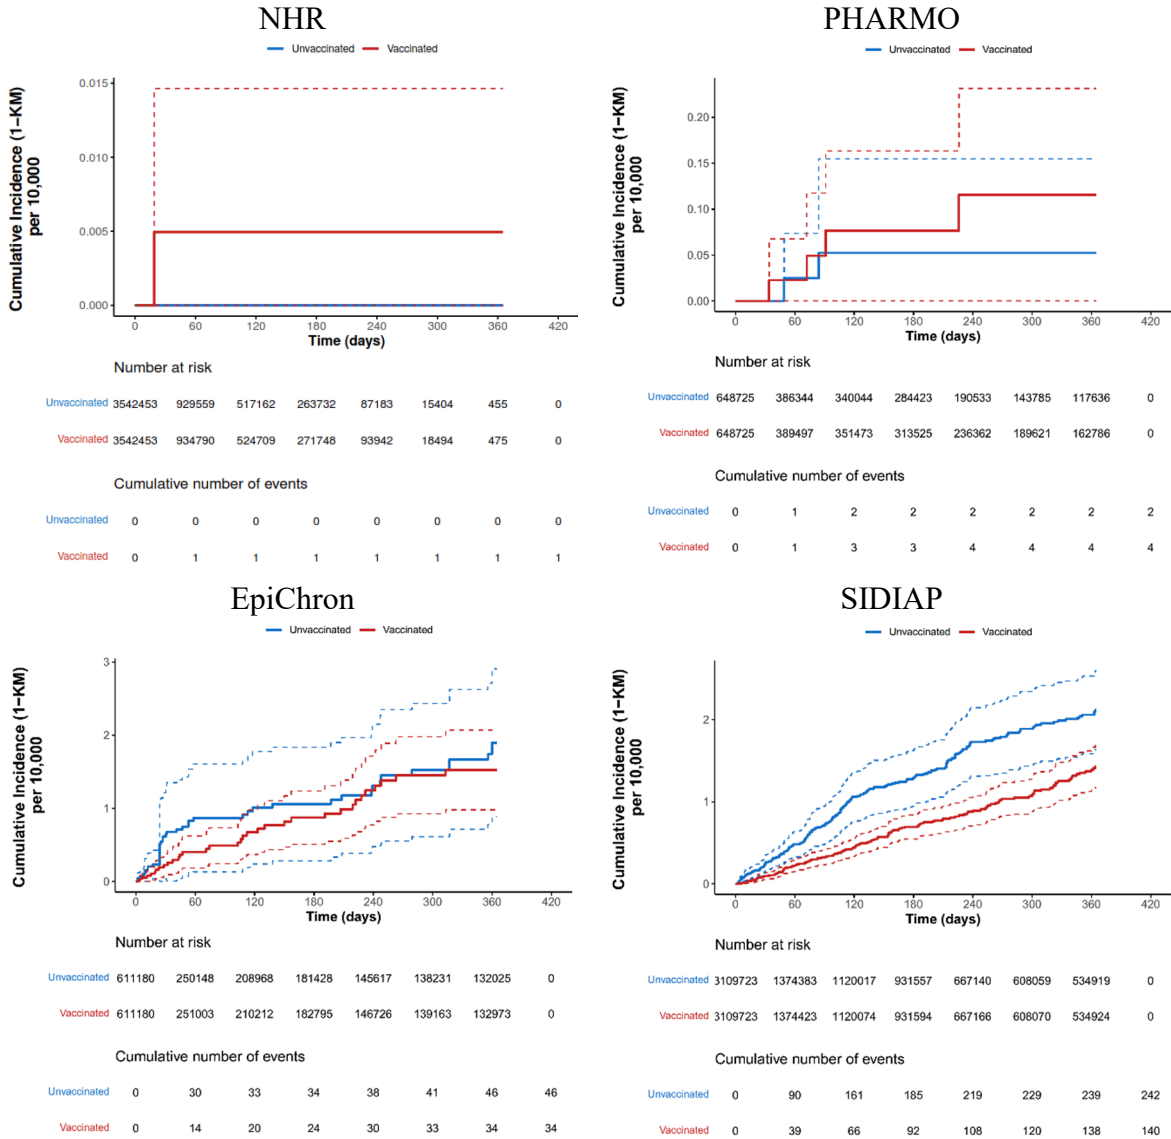 NHR
Unvaccinated Vaccinated
Cumulative Incidence (1−KM)
per 10,000
0.015
0.010
0.005
0.000
0 60 120 180 240 300 360 420
Time (days)
Number at risk
Unvaccinated 3542453 929559 517162 263732 87183 15404 455 0
Vaccinated 3542453 934790 524709 271748 93942 18494 475 0
Cumulative number of events
Unvaccinated 0 0 0 0 0 0 0 0
Vaccinated 0 1 1 1 1 1 1 1
PHARMO
Unvaccinated Vaccinated
Cumulative Incidence (1−KM)
per 10,000
0.20
0.15
0.10
0.05
0.00
0 60 120 180 240 300 360 420
Time (days)
Number at risk
Unvaccinated 648725 386344 340044 284423 190533 143785 117636 0
Vaccinated 648725 389497 351473 313525 236362 189621 162786 0
Cumulative number of events
Unvaccinated 0 1 2 2 2 2 2 2
Vaccinated 0 1 3 3 4 4 4 4
EpiChron
Unvaccinated Vaccinated
Cumulative Incidence (1−KM)
per 10,000
3
2
1
0
0 60 120 180 240 300 360 420
Time (days)
Number at risk
Unvaccinated 611180 250148 208968 181428 145617 138231 132025 0
Vaccinated 611180 251003 210212 182795 146726 139163 132973 0
Cumulative number of events
Unvaccinated 0 30 33 34 38 41 46 46
Vaccinated 0 14 20 24 30 33 34 34
SIDIAP
Unvaccinated Vaccinated
Cumulative Incidence (1−KM)
per 10,000
2
1
0
0 60 120 180 240 300 360 420
Time (days)
Number at risk
Unvaccinated 3109723 1374383 1120017 931557 667140 608059 534919 0
Vaccinated 3109723 1374423 1120074 931594 667166 608070 534924 0
Cumulative number of events
Unvaccinated 0 90 161 185 219 229 239 242
Vaccinated 0 39 66 92 108 120 138 140